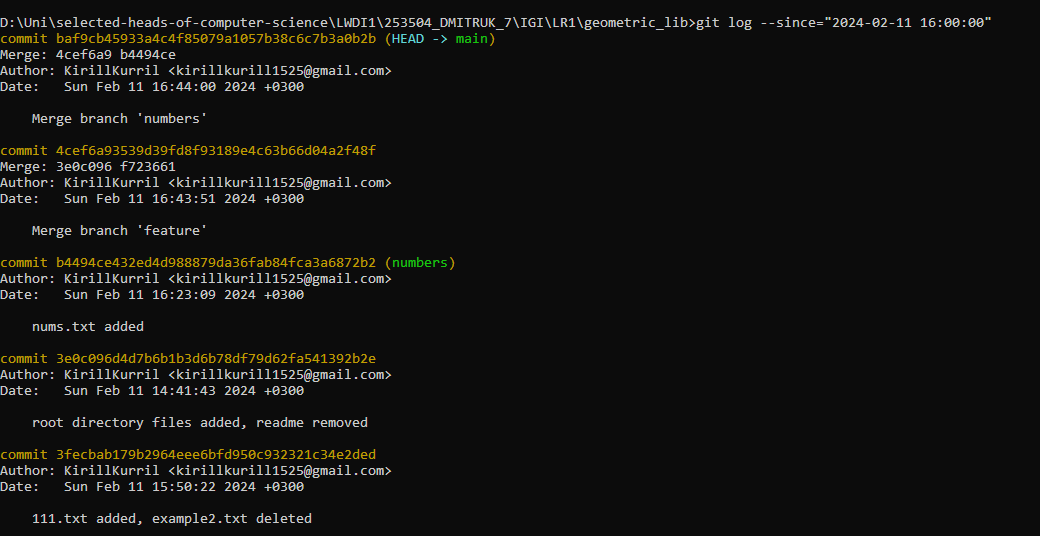 D:\Uni\selected-heads-of-computer-science\LWDI1\253504_DMITRUK_7\IGI\LR1\geometric_lib>git log --since="2024-02-11 16:00:00"
commit baf9cb45933a4c4f85079a1057b38c6c7b3a0b2b (HEAD -> main)
Merge: 4cef6a9 b4494ce
Author: KirillKurril <kirillkurill1525@gmail.com>
Date:   Sun Feb 11 16:44:00 2024 +0300
    Merge branch 'numbers'
commit 4cef6a93539d39fd8f93189e4c63b66d04a2f48f
Merge: 3e0c096 f723661
Author: KirillKurril <kirillkurill1525@gmail.com>
Date:   Sun Feb 11 16:43:51 2024 +0300
    Merge branch 'feature'
commit b4494ce432ed4d988879da36fab84fca3a6872b2 (numbers)
Author: KirillKurril <kirillkurill1525@gmail.com>
Date:   Sun Feb 11 16:23:09 2024 +0300
    nums.txt added
commit 3e0c096d4d7b6b1b3d6b78df79d62fa541392b2e
Author: KirillKurril <kirillkurill1525@gmail.com>
Date:   Sun Feb 11 14:41:43 2024 +0300
    root directory files added, readme removed
commit 3fecbab179b2964eee6bfd950c932321c34e2ded
Author: KirillKurril <kirillkurill1525@gmail.com>
Date:   Sun Feb 11 15:50:22 2024 +0300
    111.txt added, example2.txt deleted